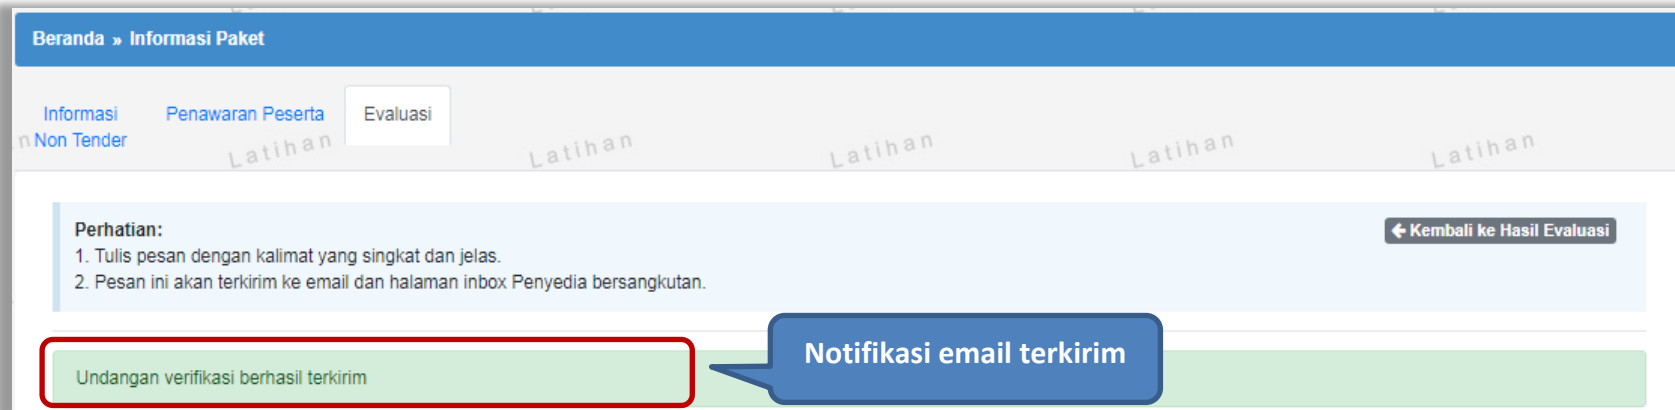 Beranda » Informasi Paket
Informasi Non Tender
Penawaran Peserta
Evaluasi
n
Latihan
Latihan
Latihan
Latihan
Latihan
Perhatian:
← Kembali ke Hasil Evaluasi
1. Tulis pesan dengan kalimat yang singkat dan jelas.
2. Pesan ini akan terkirim ke email dan halaman inbox Penyedia bersangkutan.
Notifikasi email terkirim
Undangan verifikasi berhasil terkirim